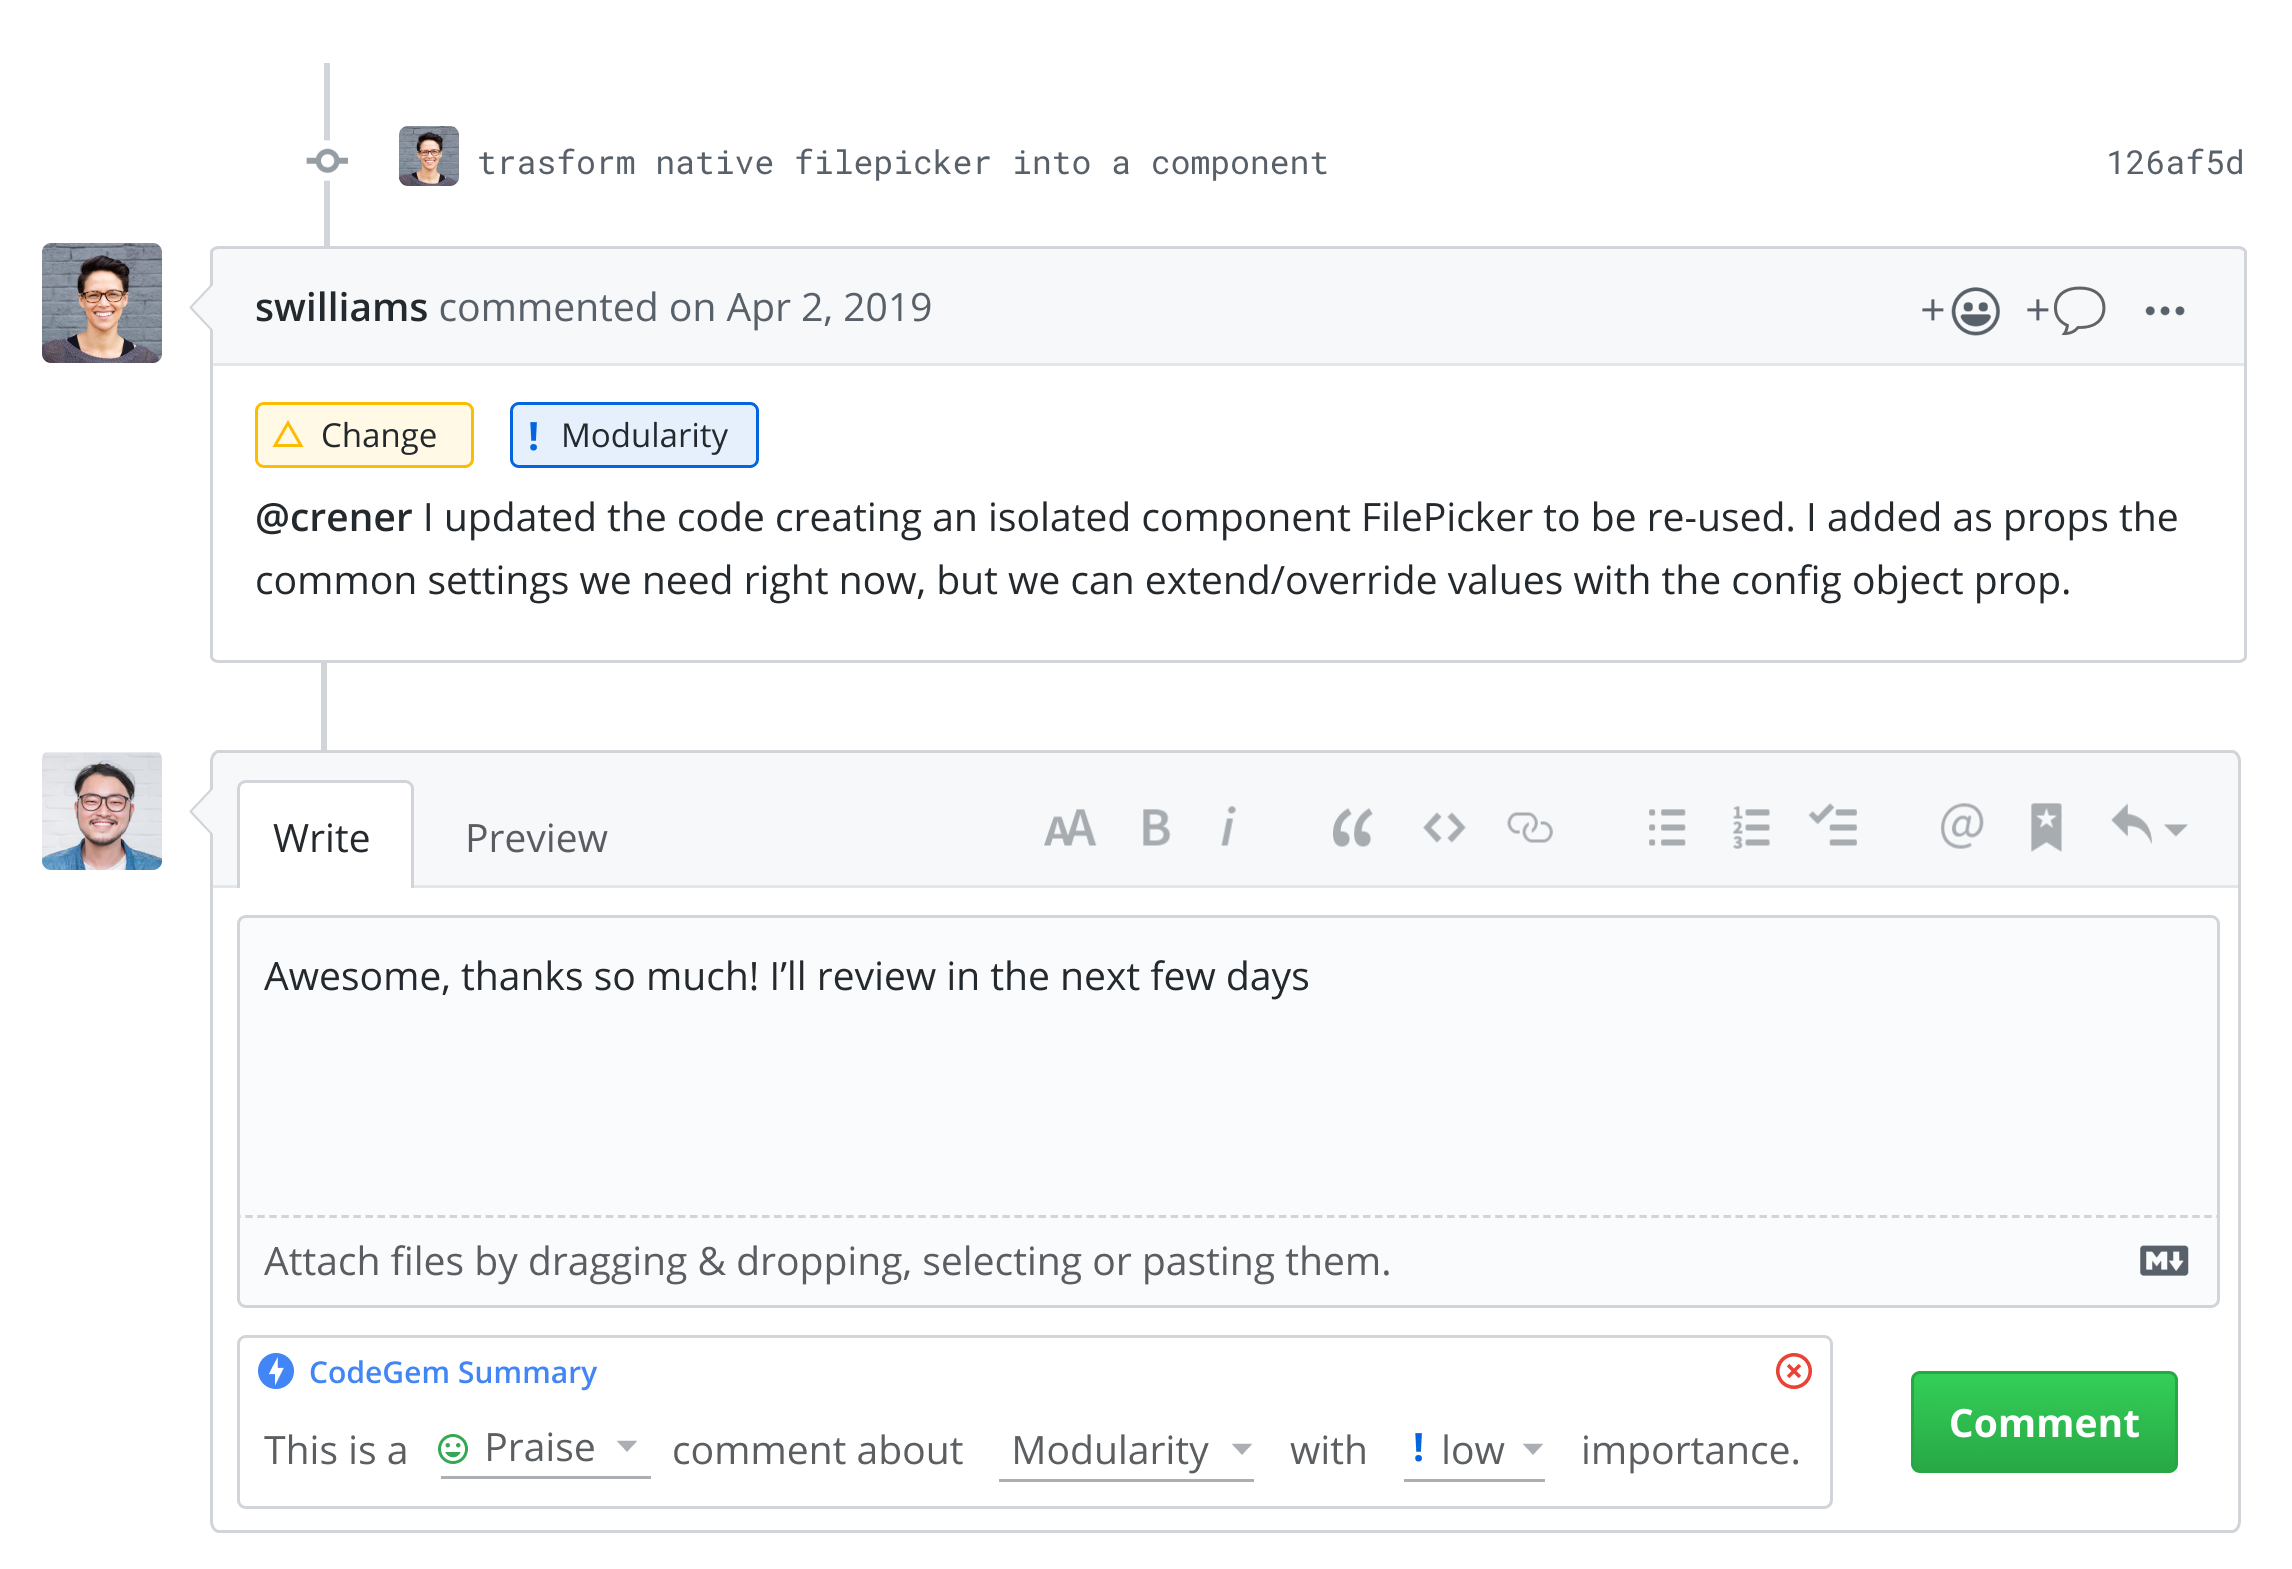 trasform native filepicker into a component 126af5d
swilliams commented on Apr 2, 2019
Change ! Modularity
@crener I updated the code creating an isolated component FilePicker to be re-used. I added as props the
common settings we need right now, but we can extend/override values with the config object prop.
Write Preview AA B i @
Awesome, thanks so much! I’ll review in the next few days
Attach files by dragging & dropping, selecting or pasting them. M
CodeGem Summary
This is a Praise comment about Modularity with ! low importance.
Comment